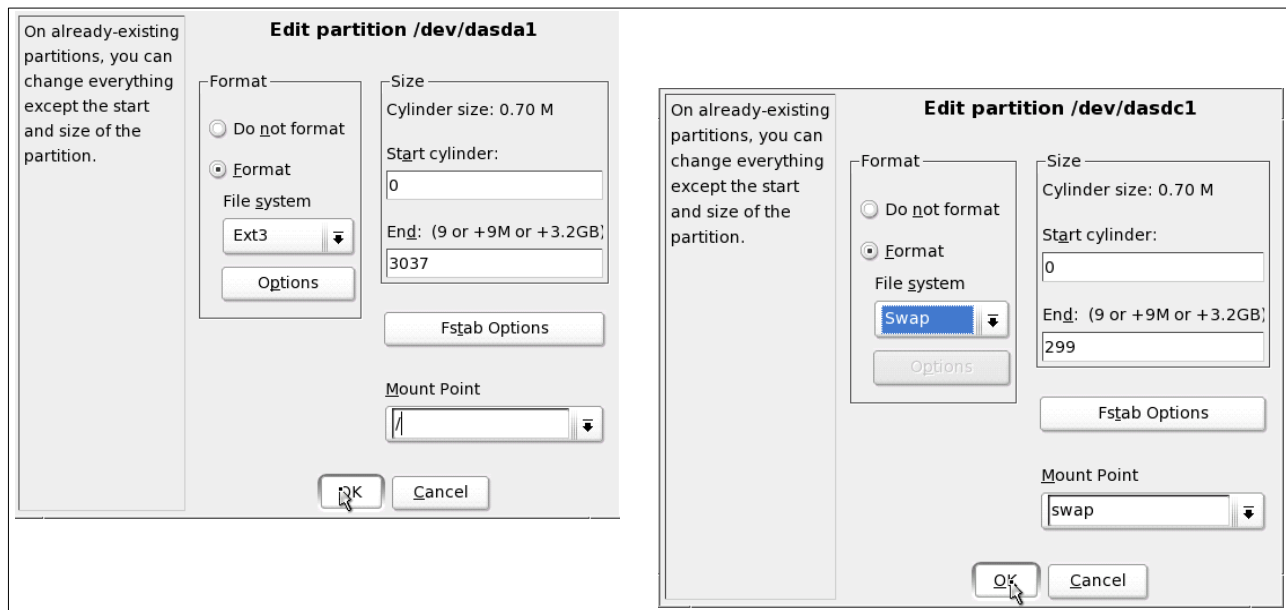 On already-existing
partitions, you can
change everything
except the start
and size of the
partition.
Edit partition /dev/dasda1
Format
Do not format
Format
File system
Ext3
Options
Size
Cylinder size: 0.70 M
Start cylinder:
0
End: (9 or +9M or +3.2GB)
3037
Fstab Options
Mount Point
/
OK
Cancel
On already-existing
partitions, you can
change everything
except the start
and size of the
partition.
Edit partition /dev/dasdc1
Format
Do not format
Format
File system
Swap
Options
Size
Cylinder size: 0.70 M
Start cylinder:
0
End: (9 or +9M or +3.2GB)
299
Fstab Options
Mount Point
swap
OK
Cancel